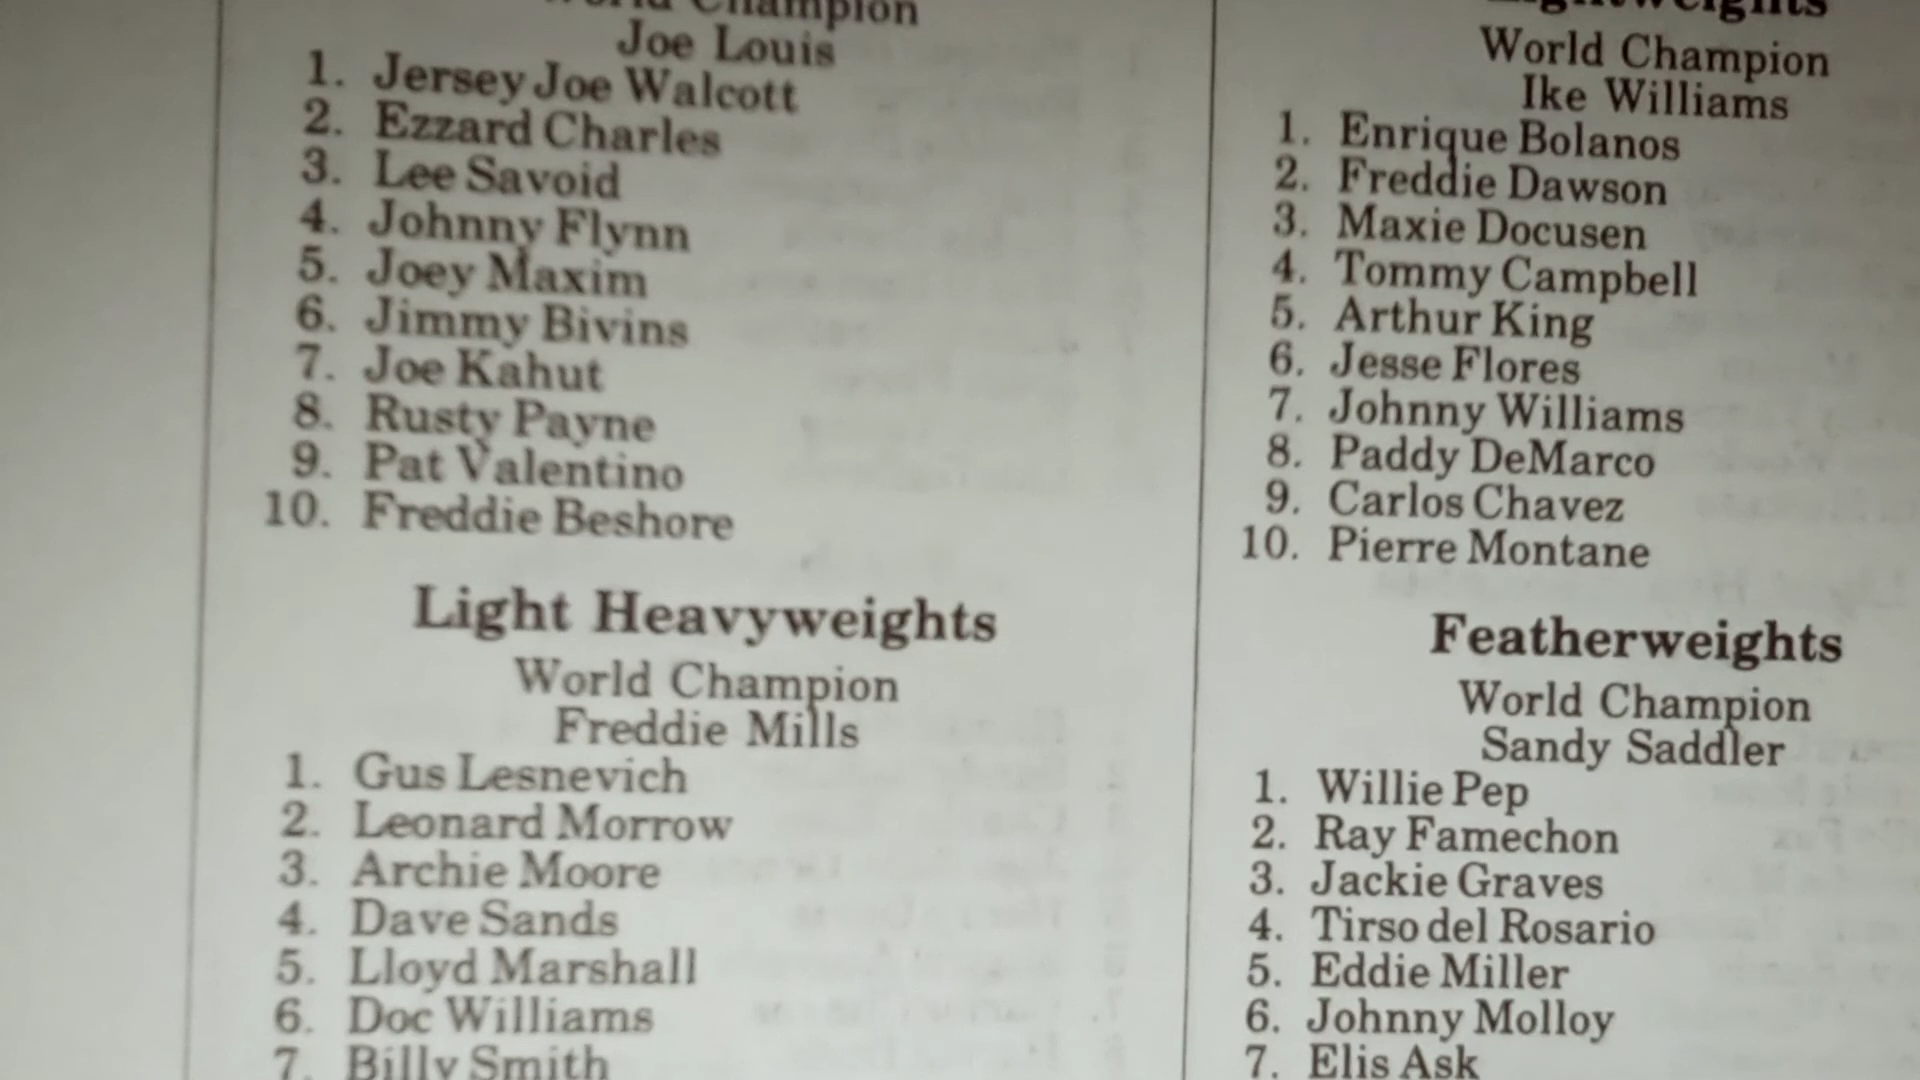 World Champion
Joe Louis
1. Jersey Joe Walcott
2. Ezzard Charles
3. Lee Savoid
4. Johnny Flynn
5. Joey Maxim
6. Jimmy Bivins
7. Joe Kahut
8. Rusty Payne
9. Pat Valentino
10. Freddie Beshore
Light Heavyweights
World Champion
Freddie Mills
1. Gus Lesnevich
2. Leonard Morrow
3. Archie Moore
4. Dave Sands
5. Lloyd Marshall
6. Doc Williams
7. Billy Smith
Lightweights
World Champion
Ike Williams
1. Enrique Bolanos
2. Freddie Dawson
3. Maxie Docusen
4. Tommy Campbell
5. Arthur King
6. Jesse Flores
7. Johnny Williams
8. Paddy DeMarco
9. Carlos Chavez
10. Pierre Montane
Featherweights
World Champion
Sandy Saddler
1. Willie Pep
2. Ray Famechon
3. Jackie Graves
4. Tirso del Rosario
5. Eddie Miller
6. Johnny Molloy
7. Elis Ask